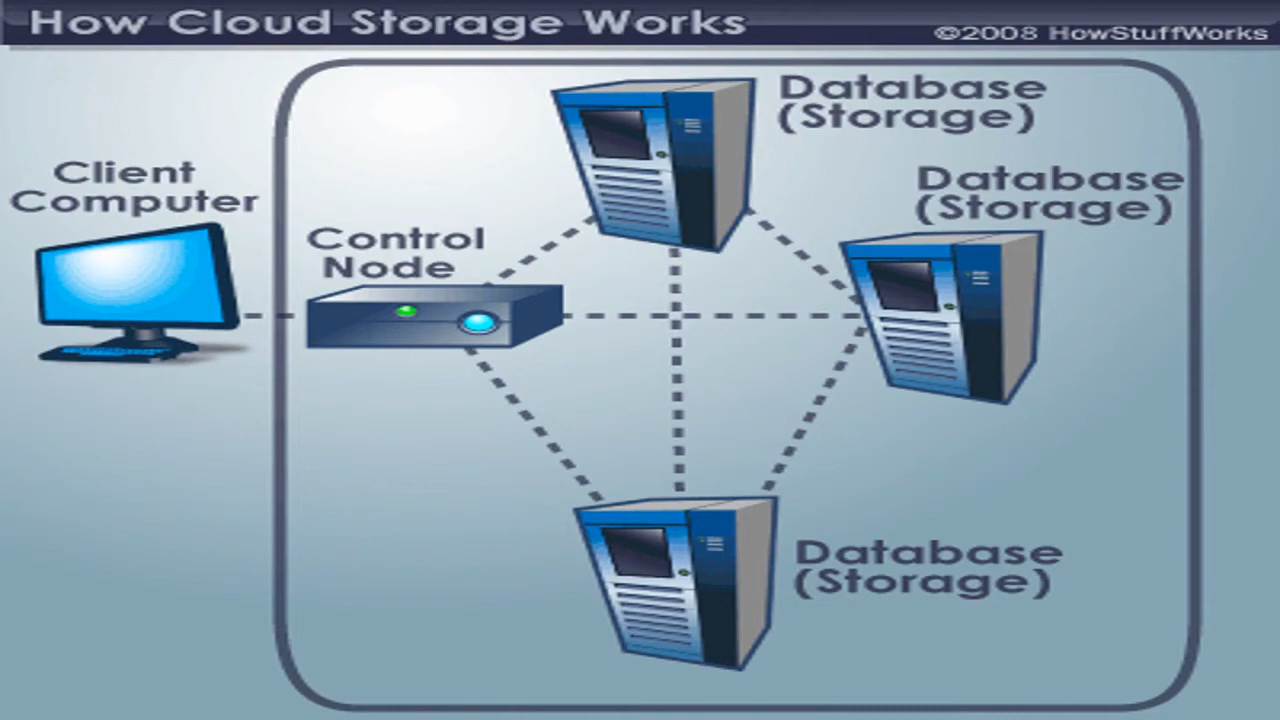 How Cloud Storage Works
©2008 HowStuffWorks
Database
(Storage)
Client
Computer
Database
(Storage)
Control
Node
Database
(Storage)